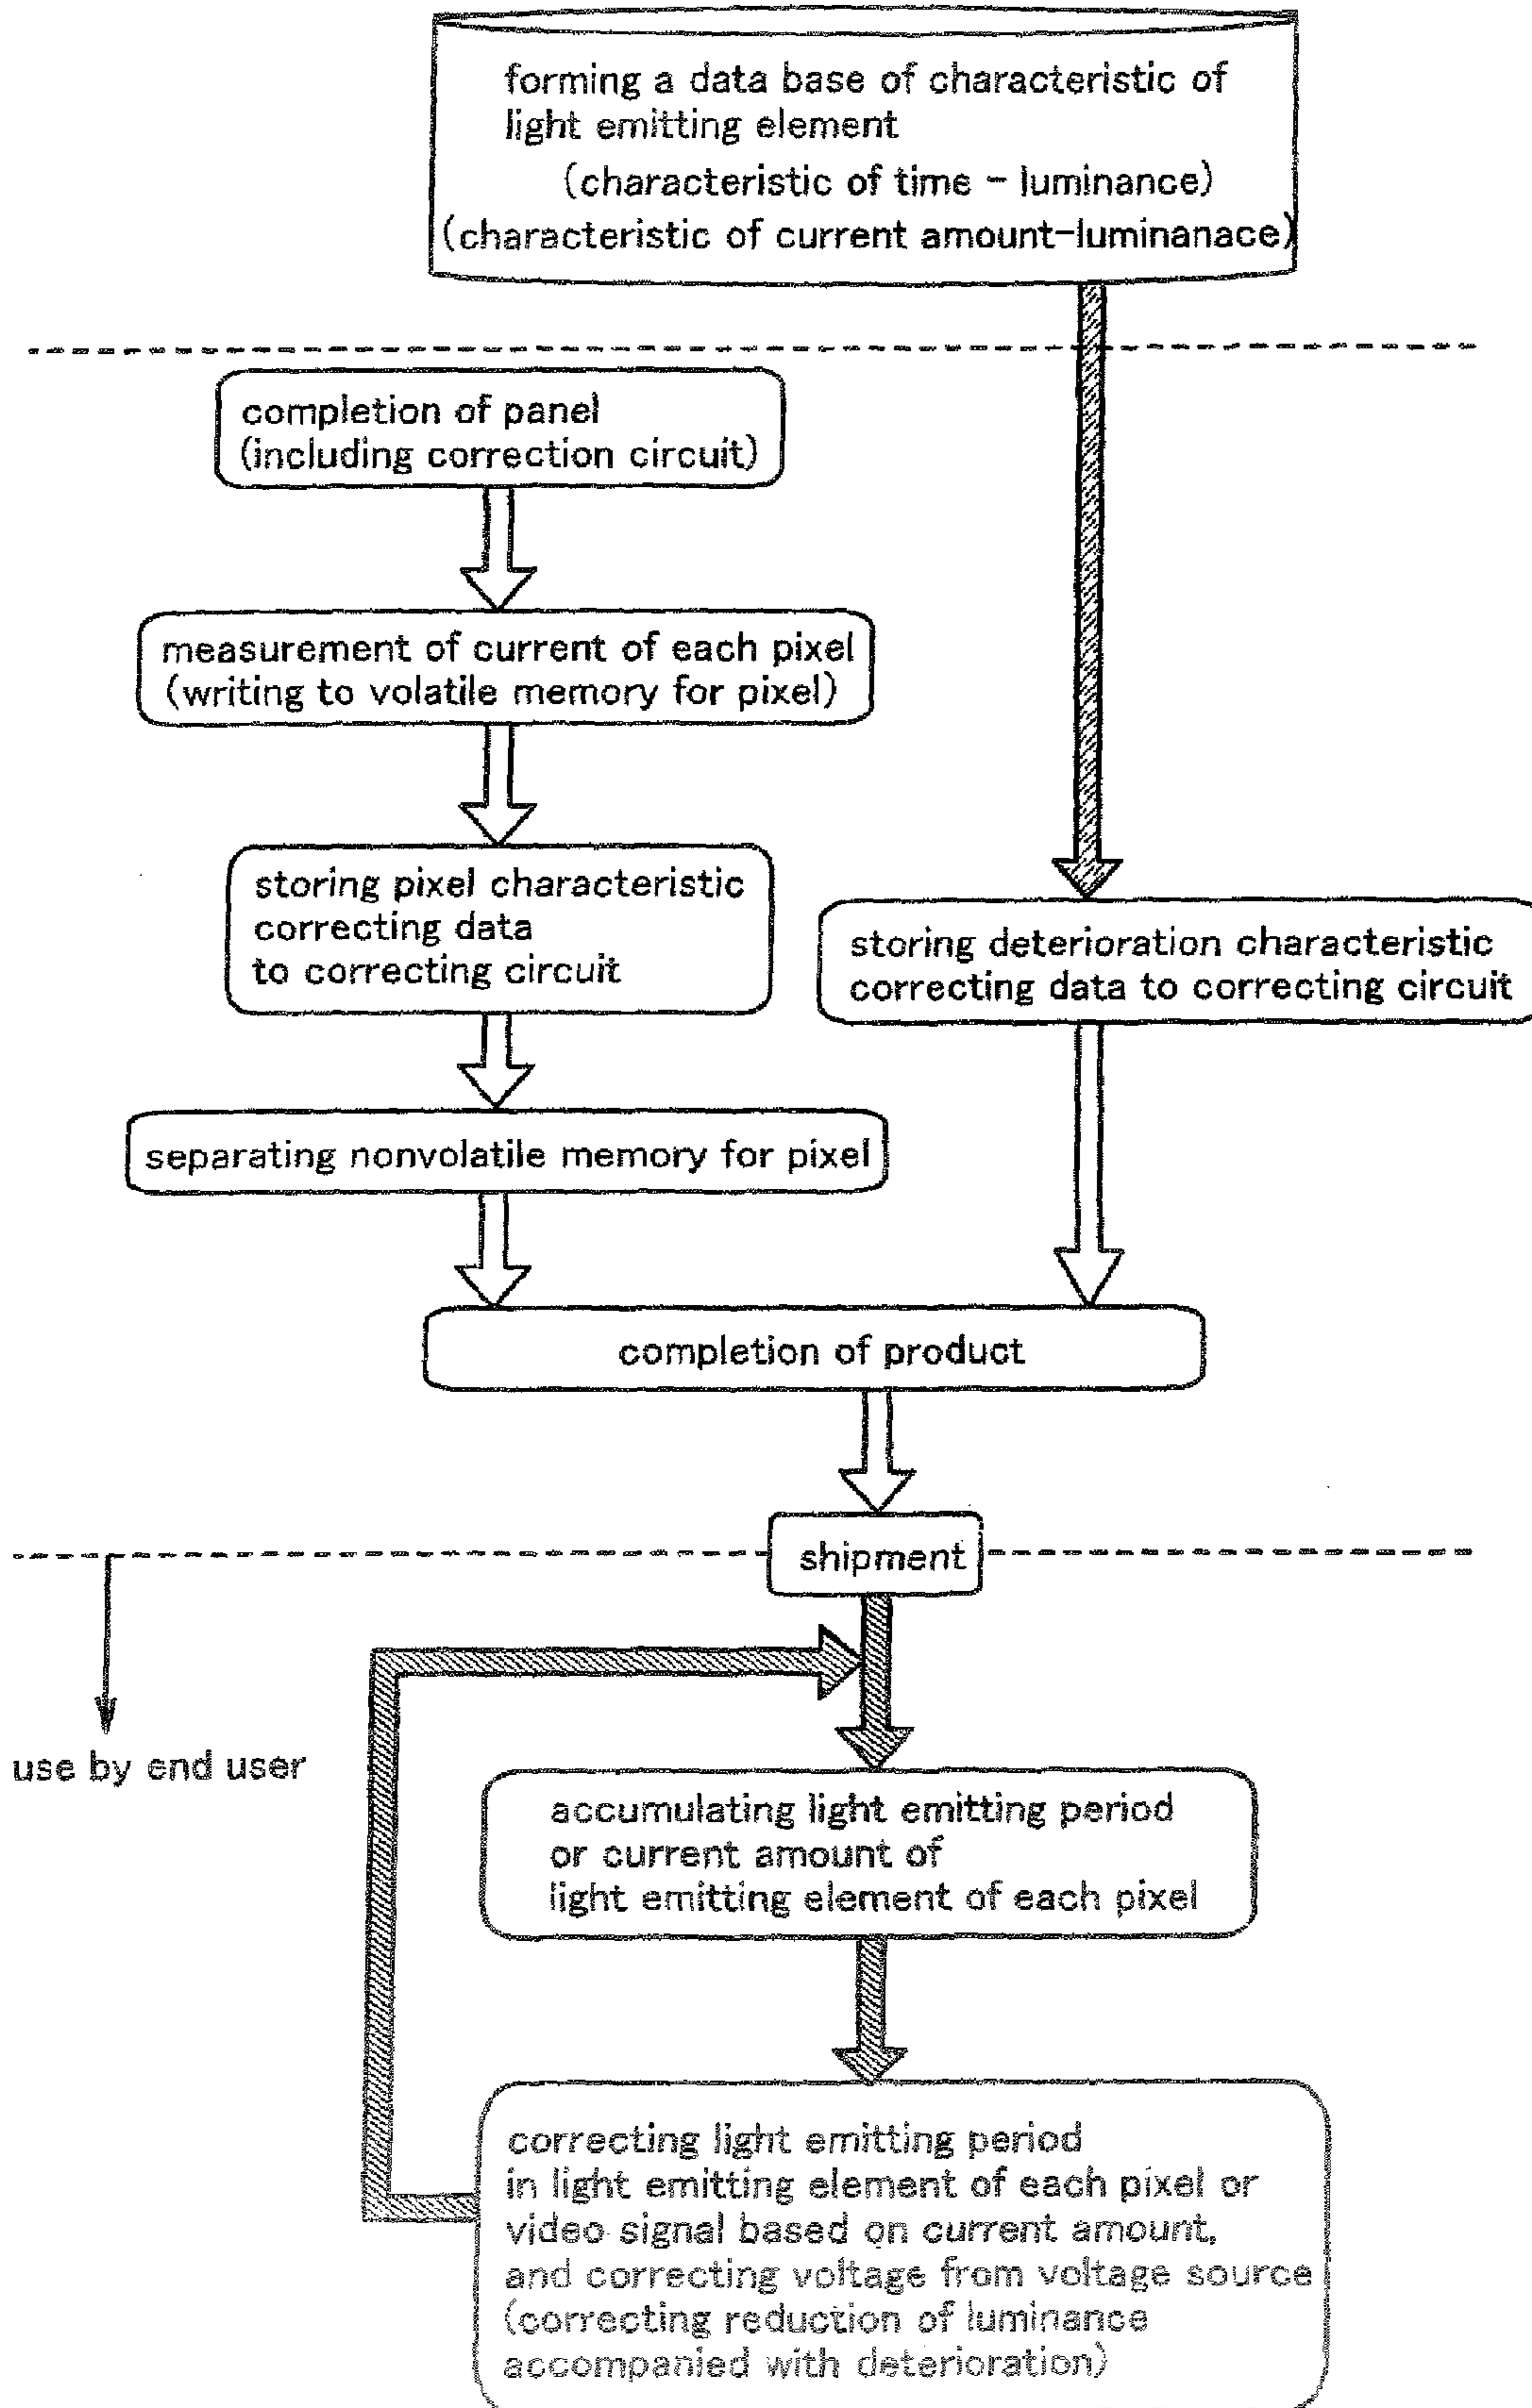 forming a data base of characteristic of
light emitting element
(characteristic of time - luminance)
(characteristic of current amount-luminanace)
completion of panel
(including correction circuit)
measurement of current of each pixel
(writing to volatile memory for pixel)
storing pixel characteristic
correcting data
to correcting circuit
storing deterioration characteristic
correcting data to correcting circuit
separating nonvolatile memory for pixel
completion of product
shipment
use by end user
accumulating light emitting period
or current amount of
light emitting element of each pixel
correcting light emitting period
in light emitting element of each pixel or
video signal based on current amount,
and correcting voltage from voltage source
(correcting reduction of luminance
accompanied with deterioration)